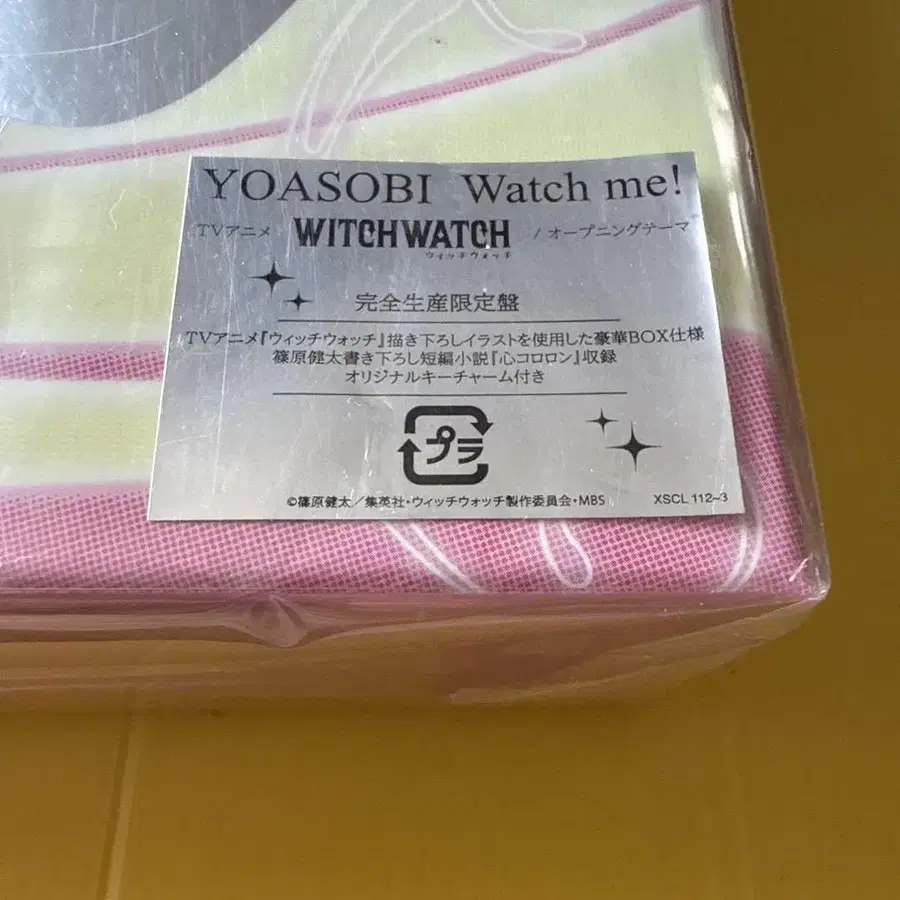 YOASOBI Watch me!
TVアニメ WITCH WATCH / オープニングテーマ
ウィッチウォッチ
完全生産限定盤
TVアニメ『ウィッチウォッチ』描き下ろしイラストを使用した豪華BOX仕様
篠原健太書き下ろし短編小説『心コロロン』収録
オリジナルキーチャーム付き
プラ
©篠原健太／集英社・ウィッチウォッチ製作委員会・MBS XSCL 112~3